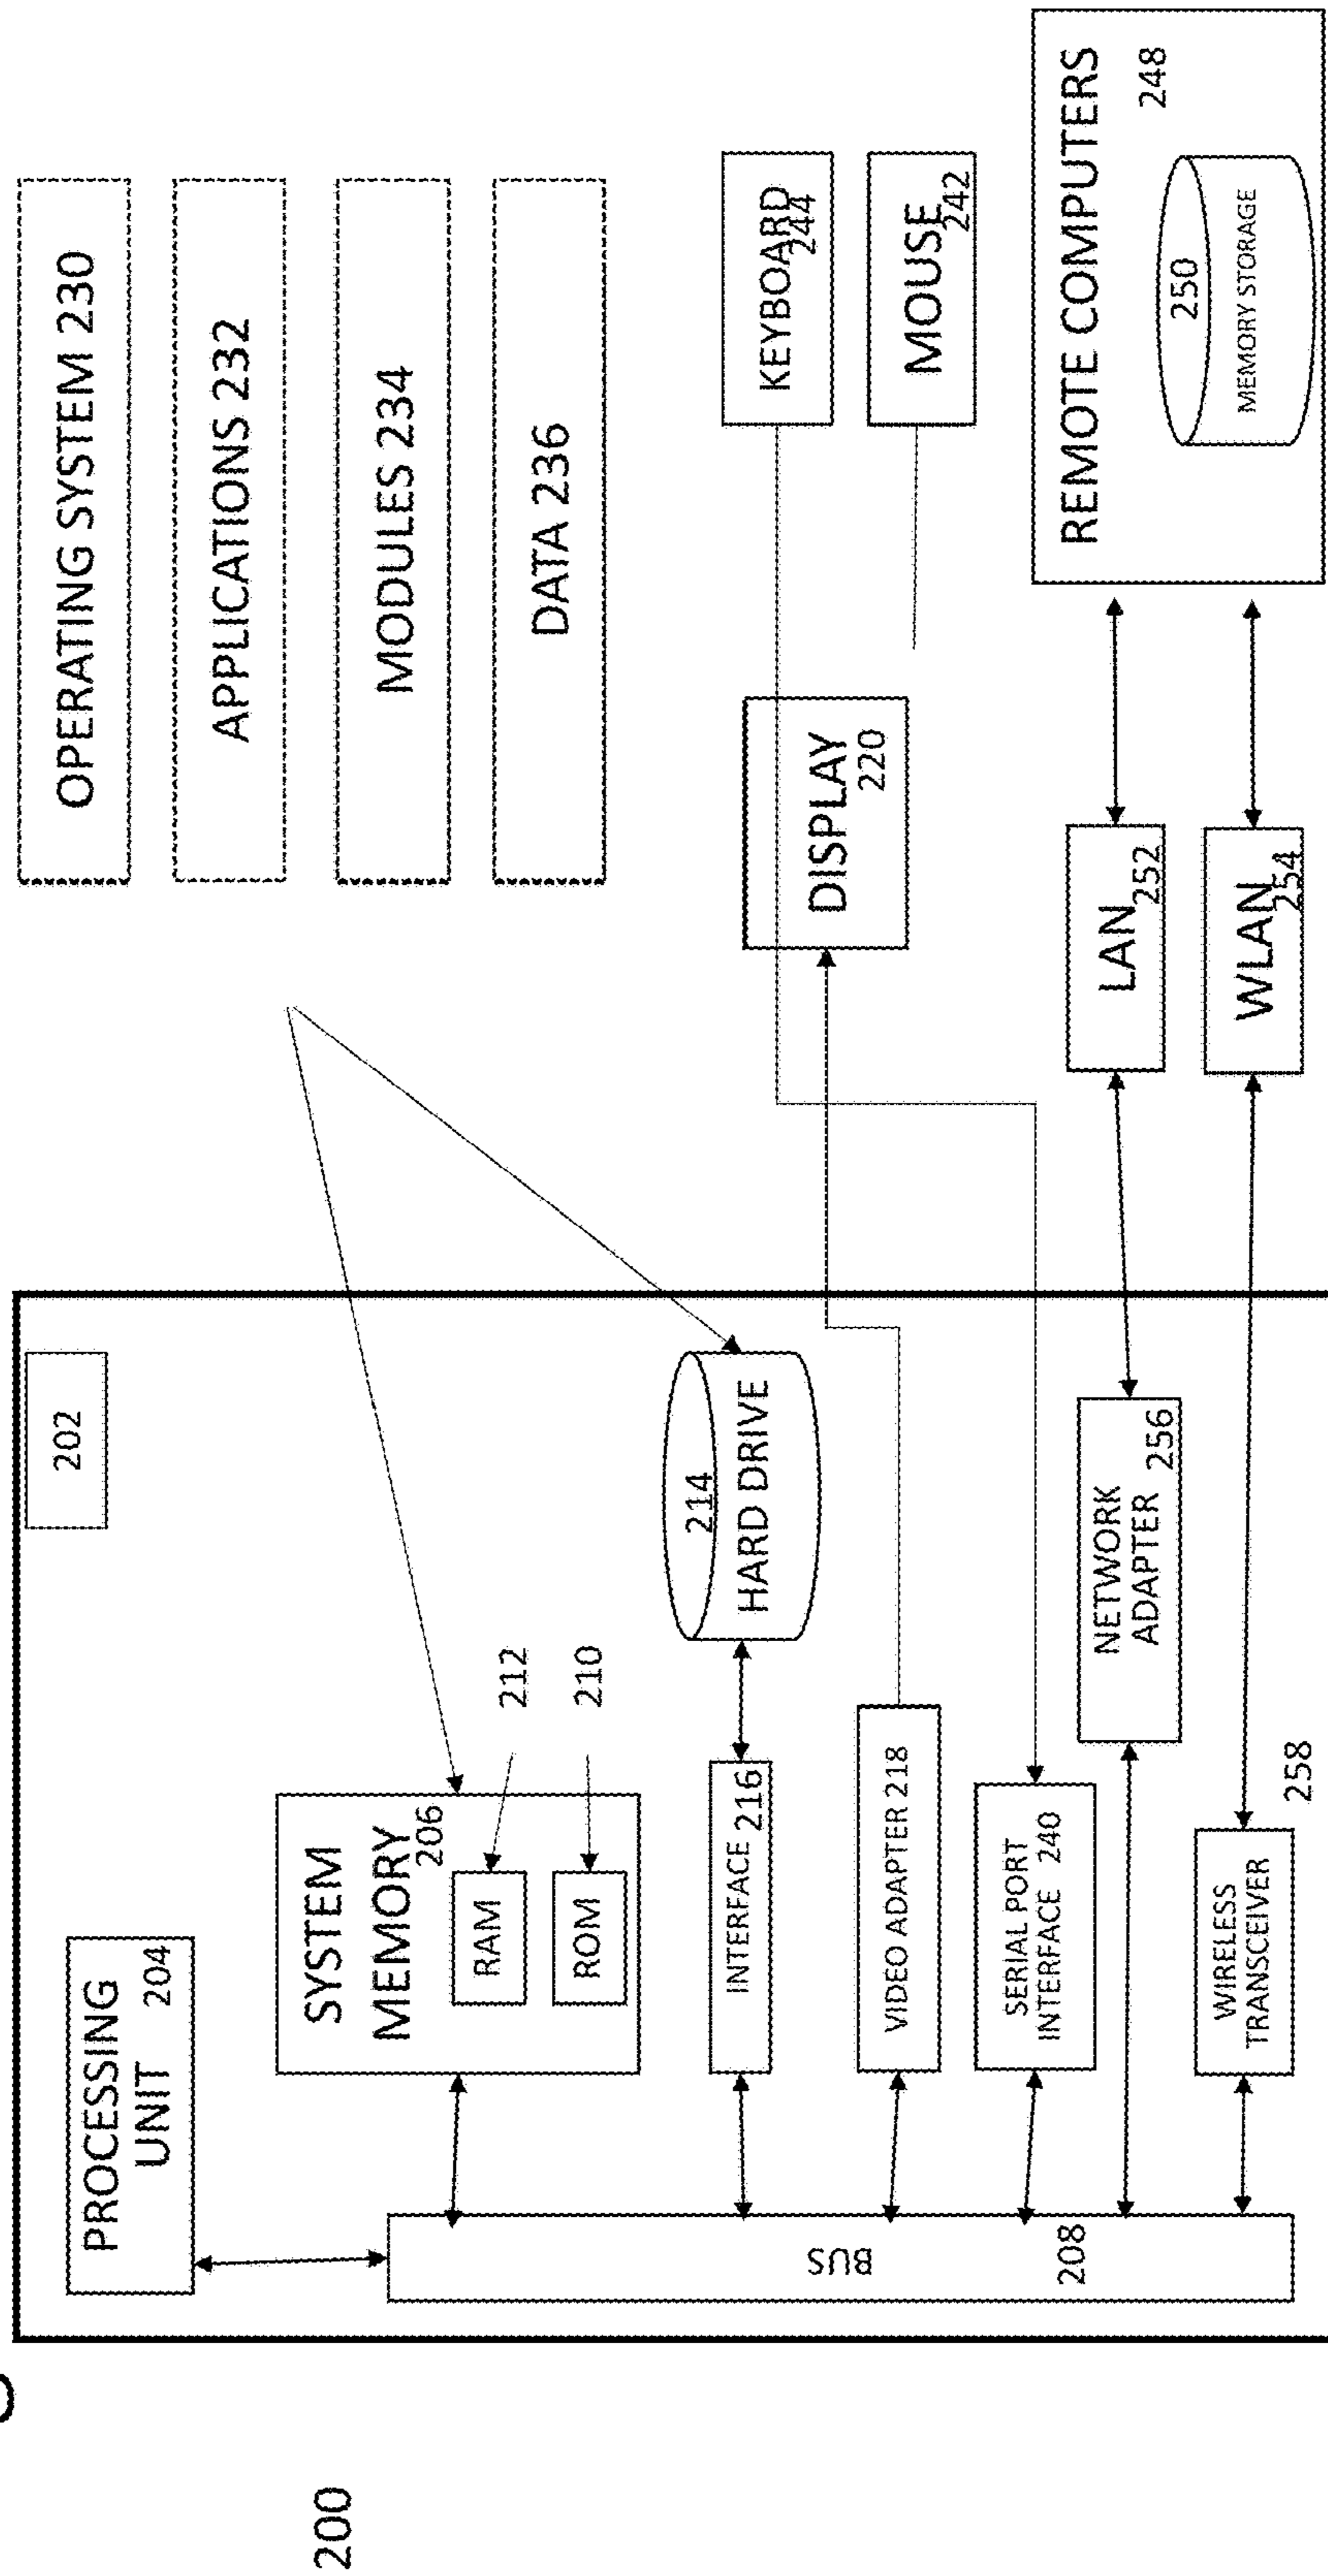 200
202
PROCESSING
UNIT 204
SYSTEM
MEMORY
206
RAM
ROM
212
210
OPERATING SYSTEM 230
APPLICATIONS 232
MODULES 234
DATA 236
BUS
208
INTERFACE 216
214
HARD DRIVE
VIDEO ADAPTER 218
DISPLAY
220
KEYBOARD
244
MOUSE
242
SERIAL PORT
INTERFACE 240
NETWORK
ADAPTER 256
LAN
252
WIRELESS
TRANSCEIVER
258
WLAN
254
REMOTE COMPUTERS
248
250
MEMORY STORAGE